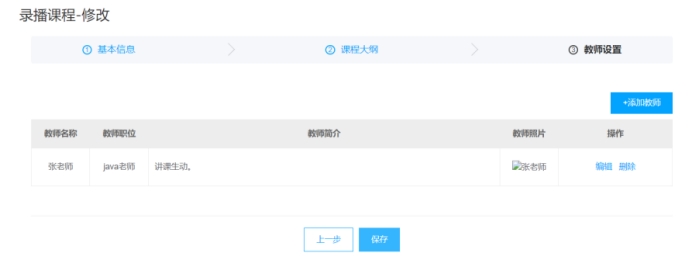 录播课程-修改
① 基本信息
② 课程大纲
③ 教师设置
+添加教师
教师名称 教师职位 教师简介 教师照片 操作
张老师 java老师 讲课生动。 张老师 编辑 删除
上一步 保存